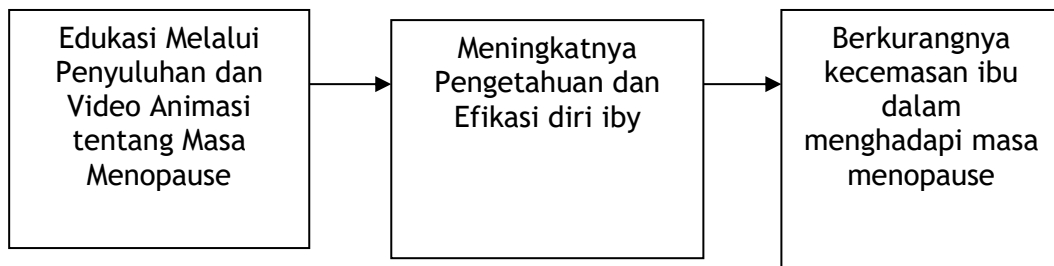 Edukasi Melalui
Penyuluhan dan
Video Animasi
tentang Masa
Menopause
Meningkatnya
Pengetahuan dan
Efikasi diri iby
Berkurangnya
kecemasan ibu
dalam
menghadapi masa
menopause